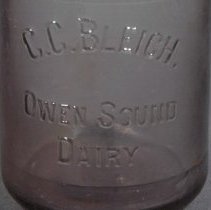 C.C. BLEICH.
OWEN SOUND
DAIRY